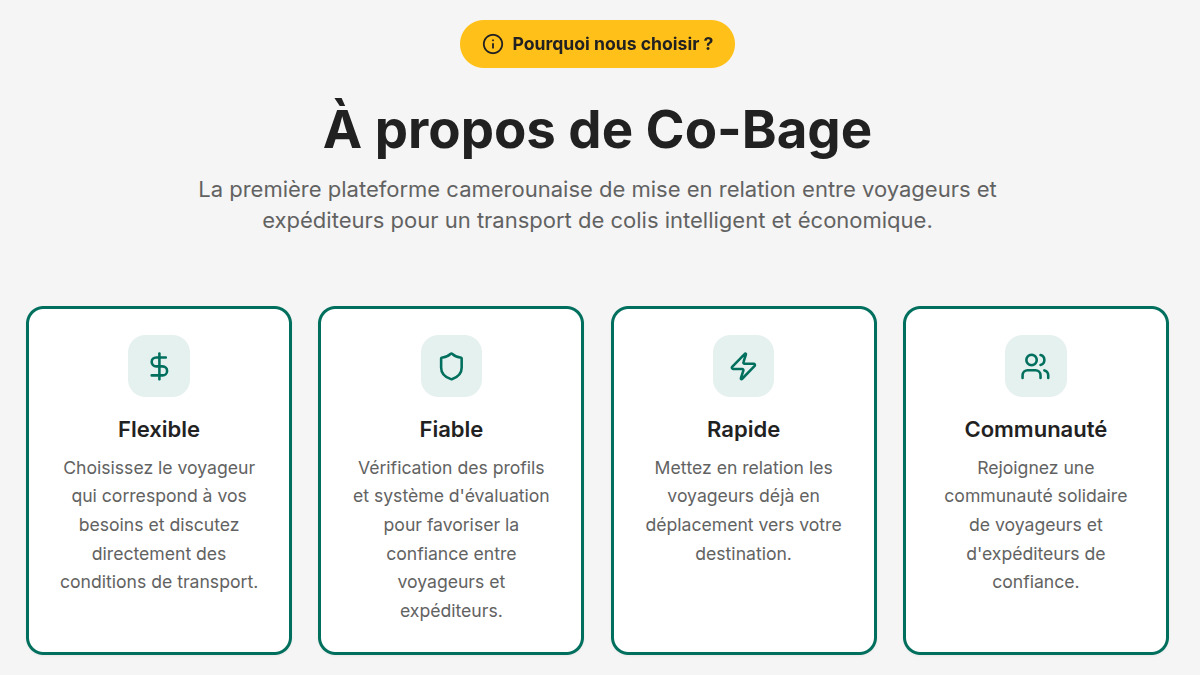 Pourquoi nous choisir ?
À propos de Co-Bage
La première plateforme camerounaise de mise en relation entre voyageurs et
expéditeurs pour un transport de colis intelligent et économique.
Flexible
Choisissez le voyageur
qui correspond à vos
besoins et discutez
directement des
conditions de transport.
Fiable
Vérification des profils
et système d'évaluation
pour favoriser la
confiance entre
voyageurs et
expéditeurs.
Rapide
Mettez en relation les
voyageurs déjà en
déplacement vers votre
destination.
Communauté
Rejoignez une
communauté solidaire
de voyageurs et
d'expéditeurs de
confiance.